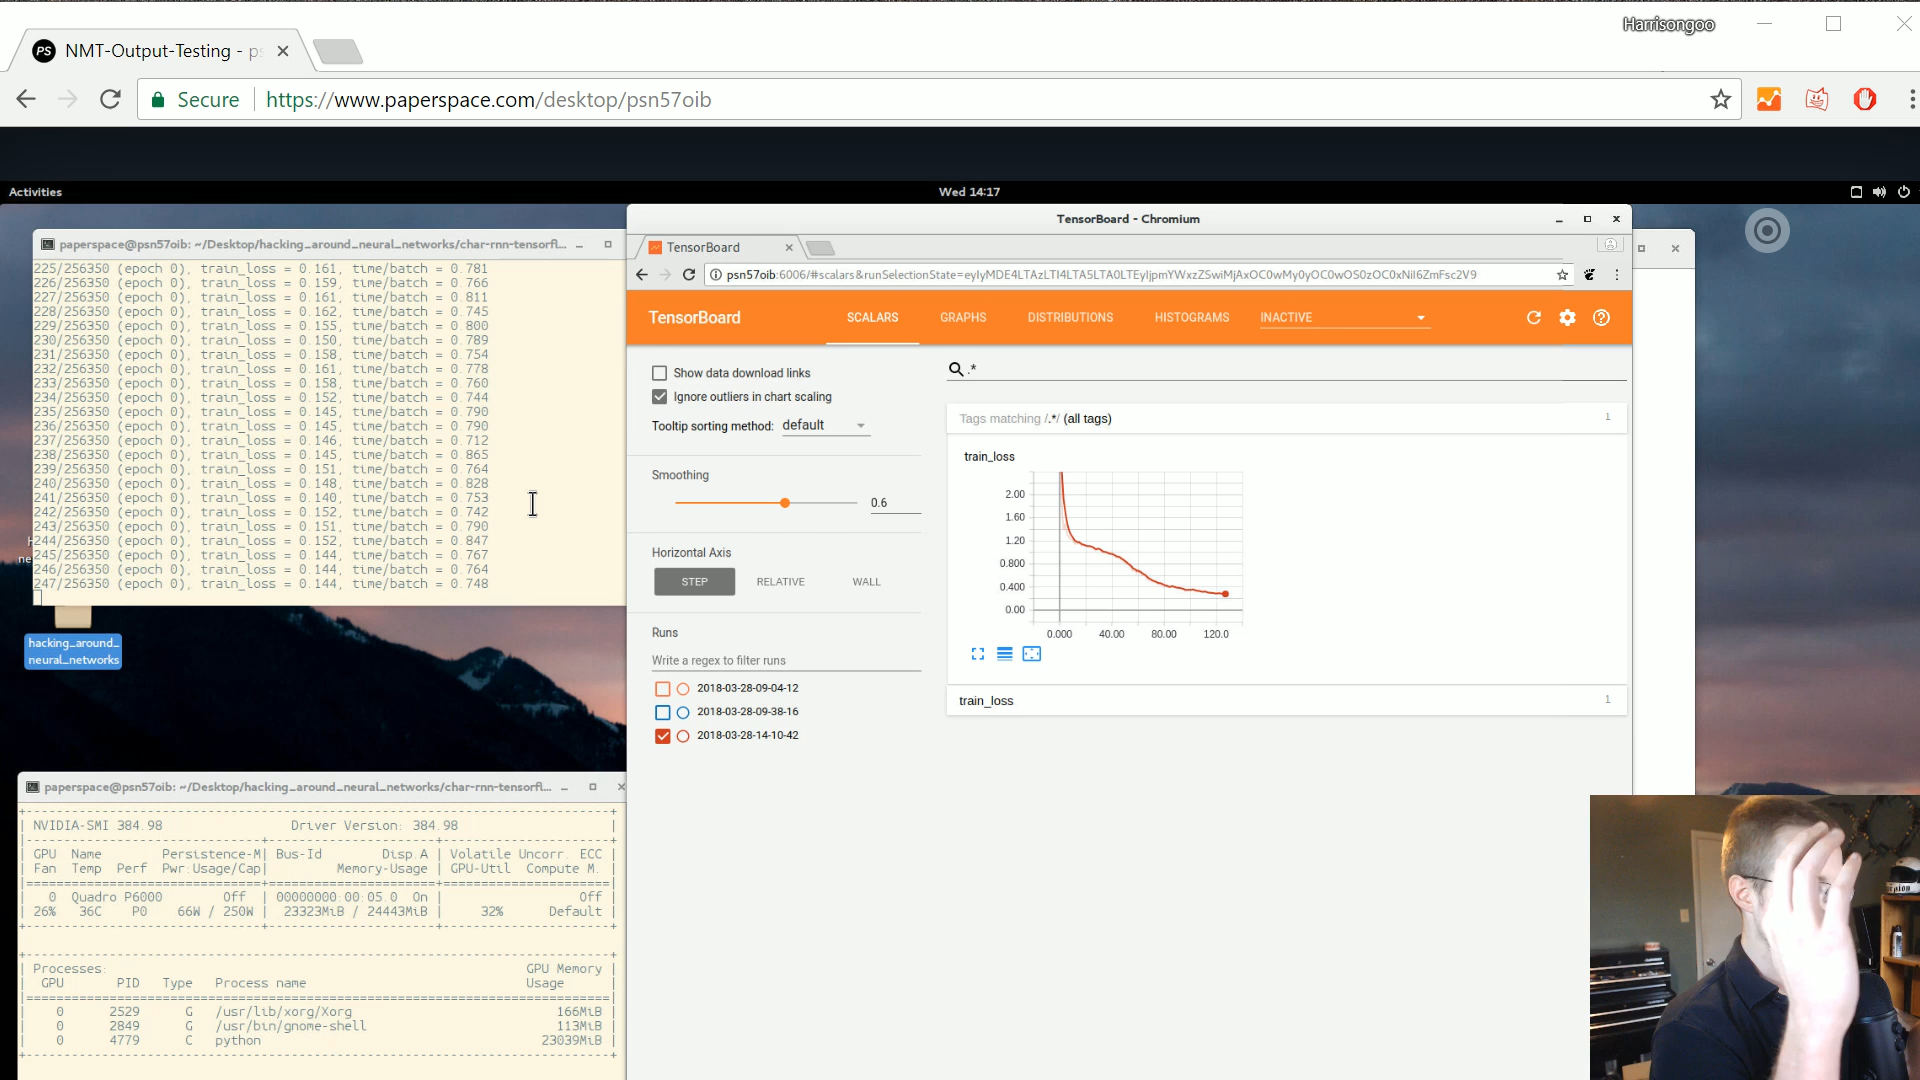 Harrisongoo
PS NMT-Output-Testing - ps
Secure https://www.paperspace.com/desktop/psn57oib
Activities
Wed 14:17
paperspace@psn57oib: ~/Desktop/hacking_around_neural_networks/char-rnn-tensorfl...
225/256350 (epoch 0), train_loss = 0.161, time/batch = 0.781
226/256350 (epoch 0), train_loss = 0.159, time/batch = 0.766
227/256350 (epoch 0), train_loss = 0.161, time/batch = 0.811
228/256350 (epoch 0), train_loss = 0.162, time/batch = 0.745
229/256350 (epoch 0), train_loss = 0.155, time/batch = 0.800
230/256350 (epoch 0), train_loss = 0.150, time/batch = 0.789
231/256350 (epoch 0), train_loss = 0.158, time/batch = 0.754
232/256350 (epoch 0), train_loss = 0.161, time/batch = 0.778
233/256350 (epoch 0), train_loss = 0.158, time/batch = 0.760
234/256350 (epoch 0), train_loss = 0.152, time/batch = 0.744
235/256350 (epoch 0), train_loss = 0.145, time/batch = 0.790
236/256350 (epoch 0), train_loss = 0.145, time/batch = 0.790
237/256350 (epoch 0), train_loss = 0.146, time/batch = 0.712
238/256350 (epoch 0), train_loss = 0.145, time/batch = 0.865
239/256350 (epoch 0), train_loss = 0.151, time/batch = 0.764
240/256350 (epoch 0), train_loss = 0.148, time/batch = 0.828
241/256350 (epoch 0), train_loss = 0.140, time/batch = 0.753
242/256350 (epoch 0), train_loss = 0.152, time/batch = 0.742
243/256350 (epoch 0), train_loss = 0.151, time/batch = 0.790
244/256350 (epoch 0), train_loss = 0.152, time/batch = 0.847
245/256350 (epoch 0), train_loss = 0.144, time/batch = 0.767
246/256350 (epoch 0), train_loss = 0.144, time/batch = 0.764
247/256350 (epoch 0), train_loss = 0.144, time/batch = 0.748
hacking_around_
neural_networks
paperspace@psn57oib: ~/Desktop/hacking_around_neural_networks/char-rnn-tensorfl...
NVIDIA-SMI 384.98 Driver Version: 384.98
GPU Name Persistence-M| Bus-Id Disp.A | Volatile Uncorr. ECC
Fan Temp Perf Pwr:Usage/Cap| Memory-Usage | GPU-Util Compute M.
0 Quadro P6000 Off | 00000000:00:05.0 On | Off
26% 36C P0 66W / 250W | 23323MiB / 24443MiB | 32% Default
Processes: GPU Memory
GPU PID Type Process name Usage
0 2529 G /usr/lib/xorg/Xorg 166MiB
0 2849 G /usr/bin/gnome-shell 113MiB
0 4779 C python 23039MiB
TensorBoard - Chromium
TensorBoard
psn57oib:6006/#scalars&runSelectionState=eyIyMDE4LTAzLTI4LTA5LTA0LTEyIjpmYWxzZSwiMjAxOC0wMy0yOC0wOS0zOC0xNiI6ZmFsc2V9
TensorBoard SCALARS GRAPHS DISTRIBUTIONS HISTOGRAMS INACTIVE
Show data download links
Ignore outliers in chart scaling
Tooltip sorting method: default
Smoothing
0.6
Horizontal Axis
STEP RELATIVE WALL
Runs
Write a regex to filter runs
2018-03-28-09-04-12
2018-03-28-09-38-16
2018-03-28-14-10-42
.*
Tags matching /.*/ (all tags) 1
train_loss
2.00
1.60
1.20
0.800
0.400
0.00
0.000 40.00 80.00 120.0
train_loss 1